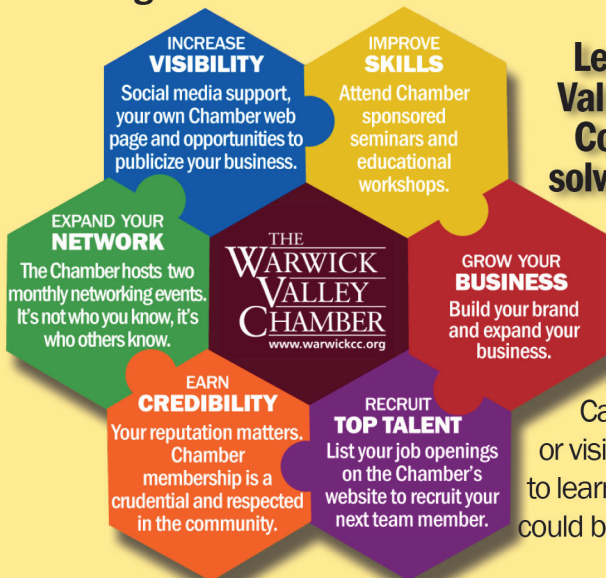 INCREASE
VISIBILITY
Social media support,
your own Chamber web
page and opportunities to
publicize your business.
IMPROVE
SKILLS
Attend Chamber
sponsored
seminars and
educational
workshops.
EXPAND YOUR
NETWORK
The Chamber hosts two
monthly networking events.
It's not who you know, it's
who others know.
THE
WARWICK
VALLEY
CHAMBER
www.warwickcc.org
GROW YOUR
BUSINESS
Build your brand
and expand your
business.
EARN
CREDIBILITY
Your reputation matters.
Chamber
membership is a
crudential and respected
in the community.
RECRUIT
TOP TALENT
List your job openings
on the Chamber's
website to recruit your
next team member.
or
to
could